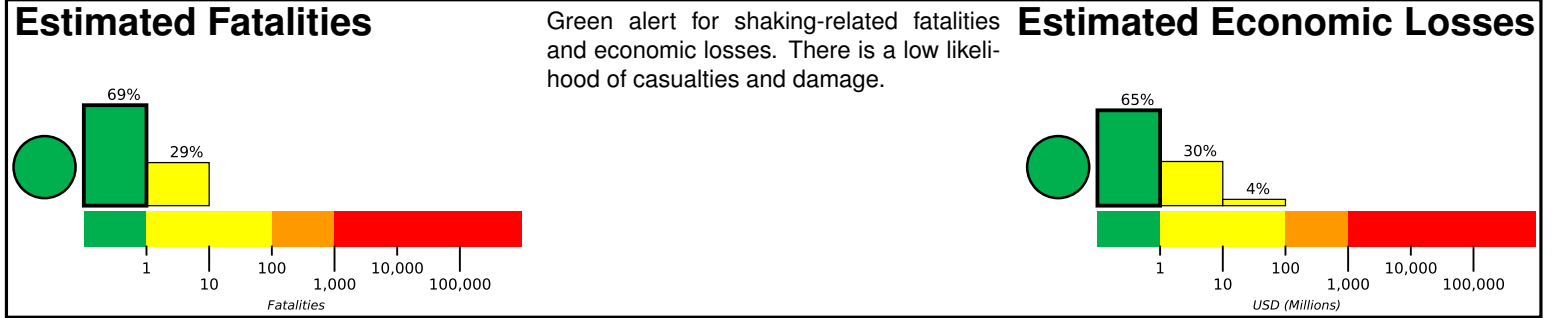 Estimated Fatalities
Green alert for shaking-related fatalities
and economic losses. There is a low likeli-
hood of casualties and damage.
Estimated Economic Losses
69%
29%
1
10
100
1,000
10,000
100,000
Fatalities
65%
30%
4%
1
10
100
1,000
10,000
100,000
USD (Millions)